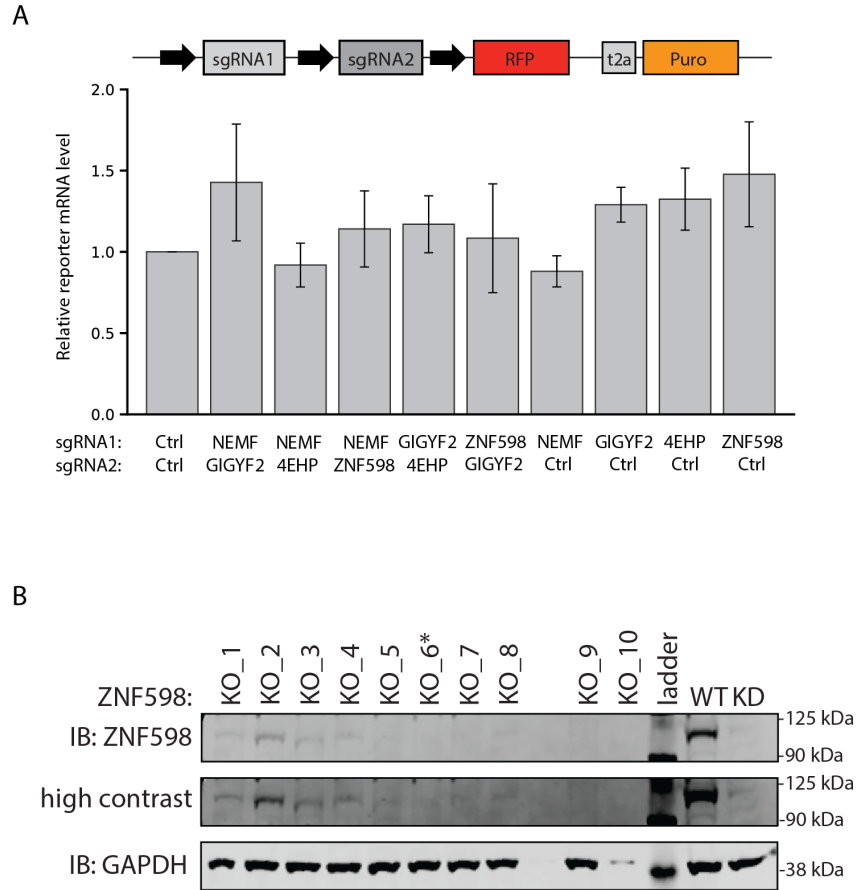 A
sgRNA1 sgRNA2 RFP t2a Puro
Relative reporter mRNA level
2.0
1.5
1.0
0.5
0.0
sgRNA1: Ctrl NEMF NEMF NEMF GIGYF2 ZNF598 NEMF GIGYF2 4EHP ZNF598
sgRNA2: Ctrl GIGYF2 4EHP ZNF598 4EHP GIGYF2 Ctrl Ctrl Ctrl Ctrl
B
ZNF598: KO_1 KO_2 KO_3 KO_4 KO_5 KO_6* KO_7 KO_8 KO_9 KO_10 ladder WT KD
-125 kDa
IB: ZNF598
-90 kDa
-125 kDa
high contrast
-90 kDa
IB: GAPDH -38 kDa